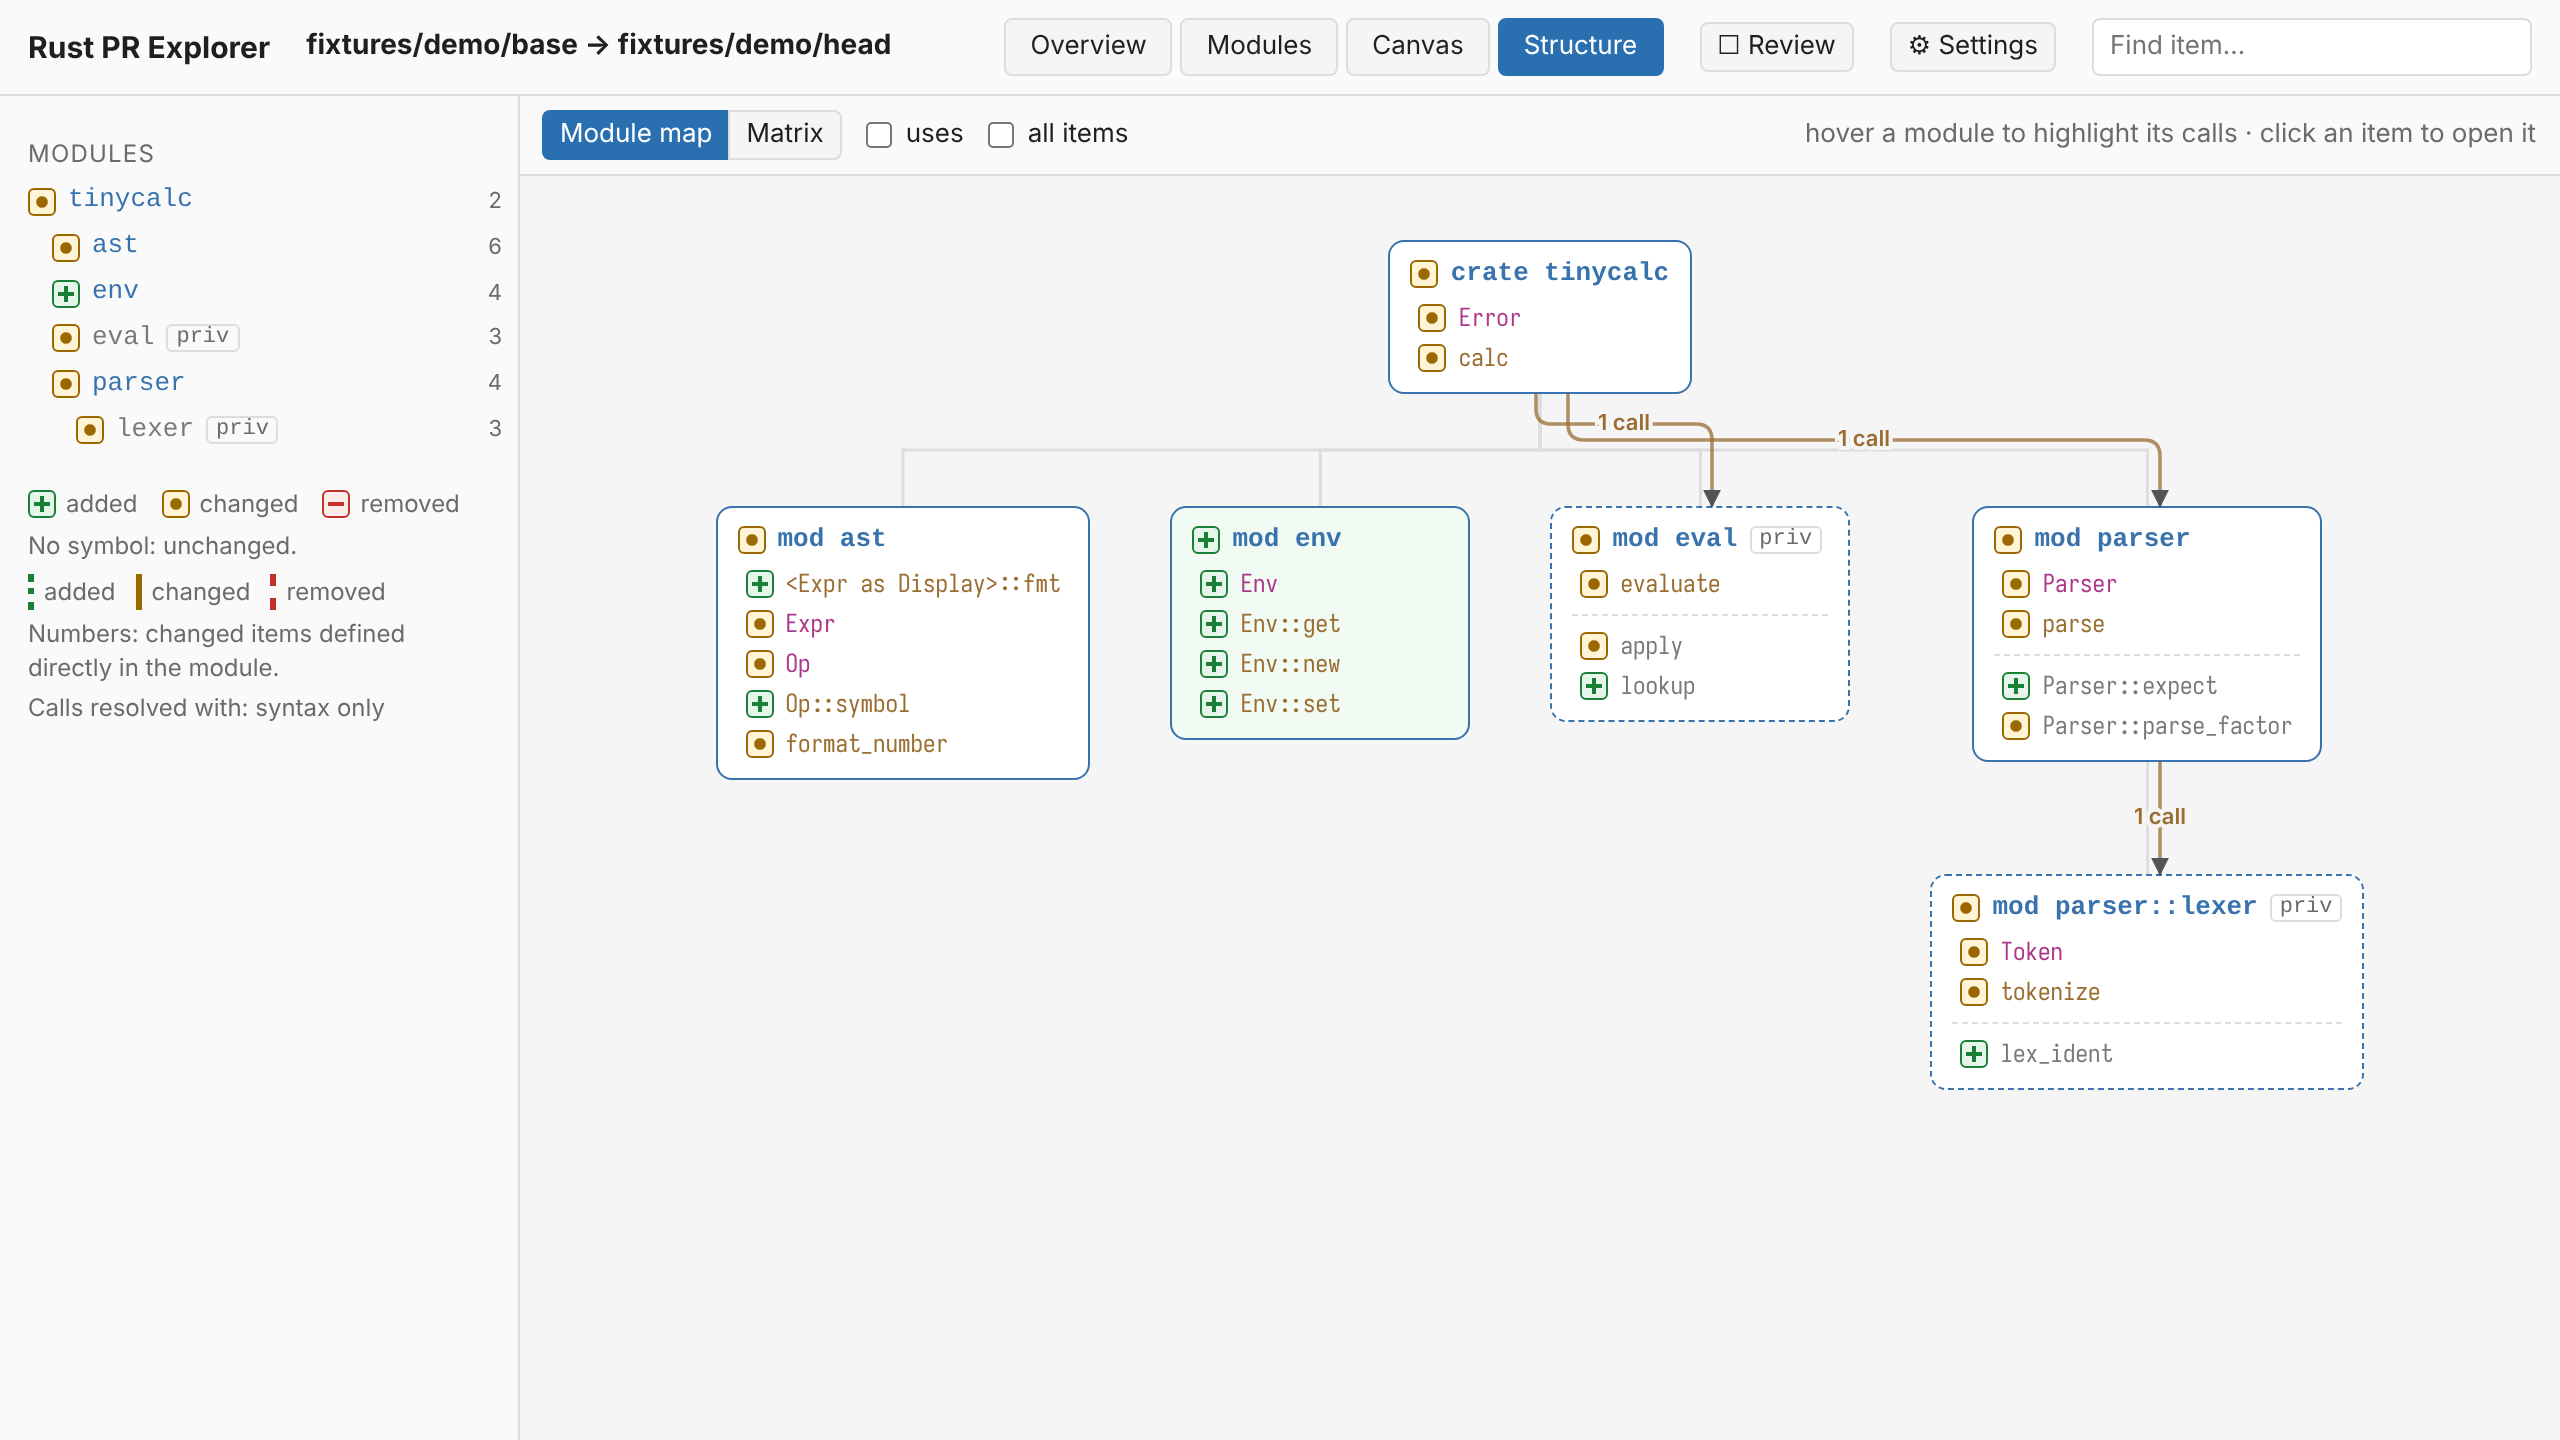 Rust PR Explorer
fixtures/demo/base → fixtures/demo/head
Overview
Modules
Canvas
Structure
☐ Review
⚙ Settings
Find item...
Module map
Matrix
uses
all items
hover a module to highlight its calls · click an item to open it
MODULES
tinycalc 2
ast 6
env 4
eval priv 3
parser 4
lexer priv 3
added changed removed
No symbol: unchanged.
added changed removed
Numbers: changed items defined
directly in the module.
Calls resolved with: syntax only
crate tinycalc
Error
calc
1 call
1 call
mod ast
<Expr as Display>::fmt
Expr
Op
Op::symbol
format_number
mod env
Env
Env::get
Env::new
Env::set
mod eval priv
evaluate
apply
lookup
mod parser
Parser
parse
Parser::expect
Parser::parse_factor
1 call
mod parser::lexer priv
Token
tokenize
lex_ident